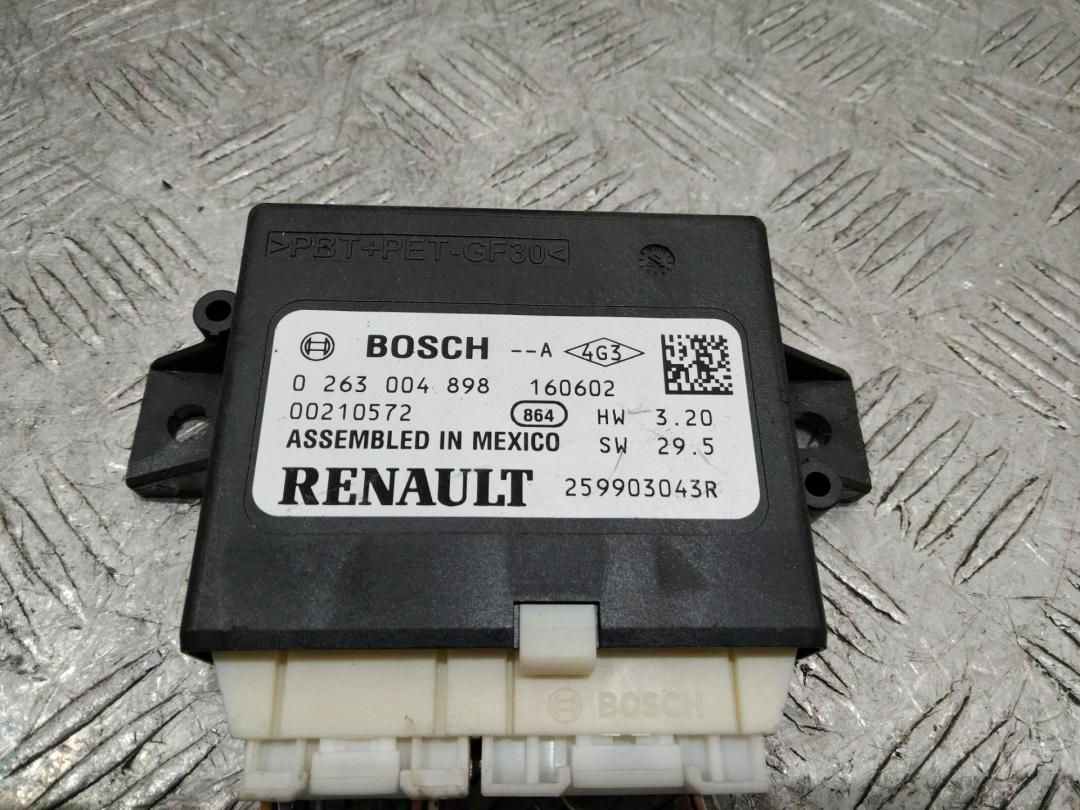 >PBT+PET-GF30<
BOSCH --A 4G3
0 263 004 898 160602
00210572 864 HW 3.20
ASSEMBLED IN MEXICO SW 29.5
RENAULT 259903043R
BOSCH